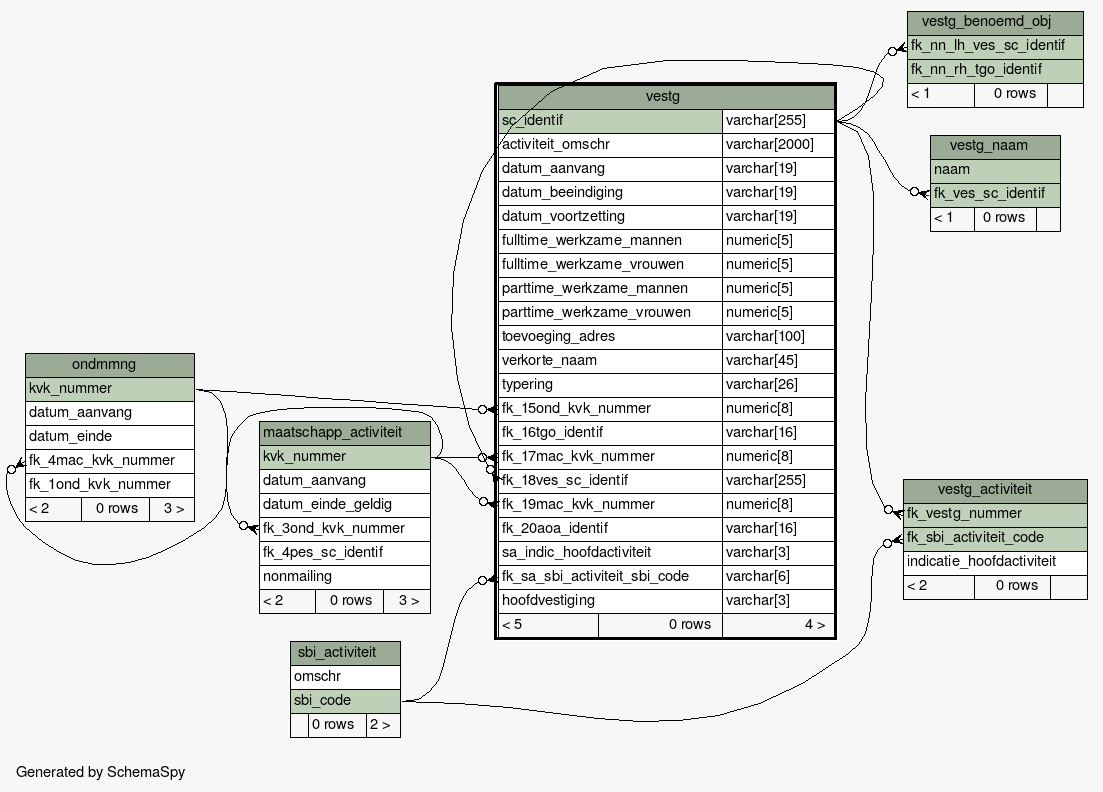 vestg_benoemd_obj
fk_nn_lh_ves_sc_identif
fk_nn_rh_tgo_identif
< 1 0 rows
vestg_naam
naam
fk_ves_sc_identif
< 1 0 rows
vestg
sc_identif varchar[255]
activiteit_omschr varchar[2000]
datum_aanvang varchar[19]
datum_beeindiging varchar[19]
datum_voortzetting varchar[19]
fulltime_werkzame_mannen numeric[5]
fulltime_werkzame_vrouwen numeric[5]
parttime_werkzame_mannen numeric[5]
parttime_werkzame_vrouwen numeric[5]
toevoeging_adres varchar[100]
verkorte_naam varchar[45]
typering varchar[26]
fk_15ond_kvk_nummer numeric[8]
fk_16tgo_identif varchar[16]
fk_17mac_kvk_nummer numeric[8]
fk_18ves_sc_identif varchar[255]
fk_19mac_kvk_nummer numeric[8]
fk_20aoa_identif varchar[16]
sa_indic_hoofdactiviteit varchar[3]
fk_sa_sbi_activiteit_sbi_code varchar[6]
hoofdvestiging varchar[3]
< 5 0 rows 4 >
ondrnmng
kvk_nummer
datum_aanvang
datum_einde
fk_4mac_kvk_nummer
fk_1ond_kvk_nummer
< 2 0 rows 3 >
maatschapp_activiteit
kvk_nummer
datum_aanvang
datum_einde_geldig
fk_3ond_kvk_nummer
fk_4pes_sc_identif
nonmailing
< 2 0 rows 3 >
vestg_activiteit
fk_vestg_nummer
fk_sbi_activiteit_code
indicatie_hoofdactiviteit
< 2 0 rows
sbi_activiteit
omschr
sbi_code
0 rows 2 >
Generated by SchemaSpy